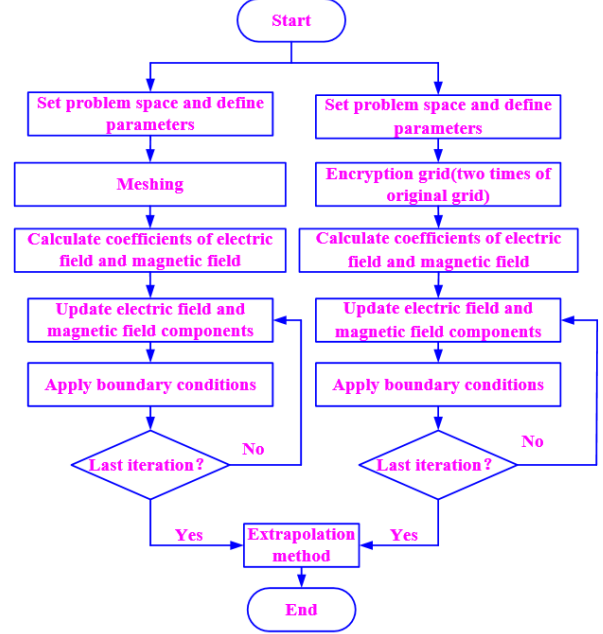 Start
Set problem space and define
parameters
Meshing
Calculate coefficients of electric
field and magnetic field
Update electric field and
magnetic field components
Apply boundary conditions
Last iteration?
No
Yes
Set problem space and define
parameters
Encryption grid(two times of
original grid)
Calculate coefficients of electric
field and magnetic field
Update electric field and
magnetic field components
Apply boundary conditions
Last iteration?
No
Yes
Extrapolation
method
End